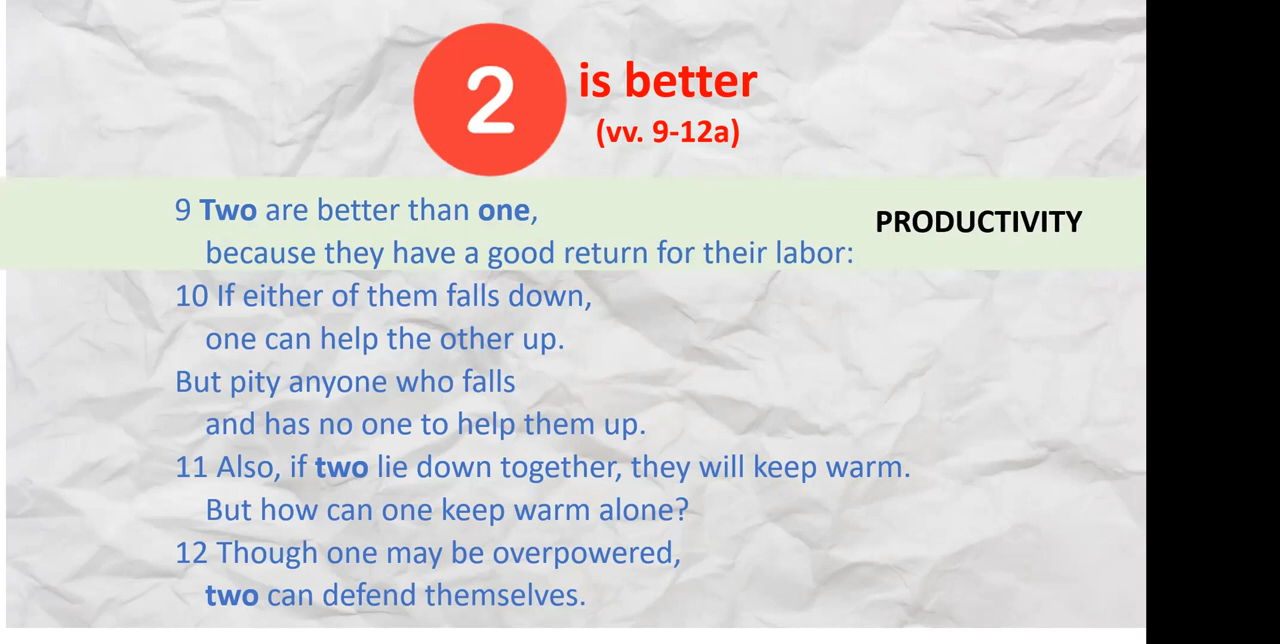 2 is better
(vv. 9-12a)
9 Two are better than one,
because they have a good return for their labor:
PRODUCTIVITY
10 If either of them falls down,
one can help the other up.
But pity anyone who falls
and has no one to help them up.
11 Also, if two lie down together, they will keep warm.
But how can one keep warm alone?
12 Though one may be overpowered,
two can defend themselves.